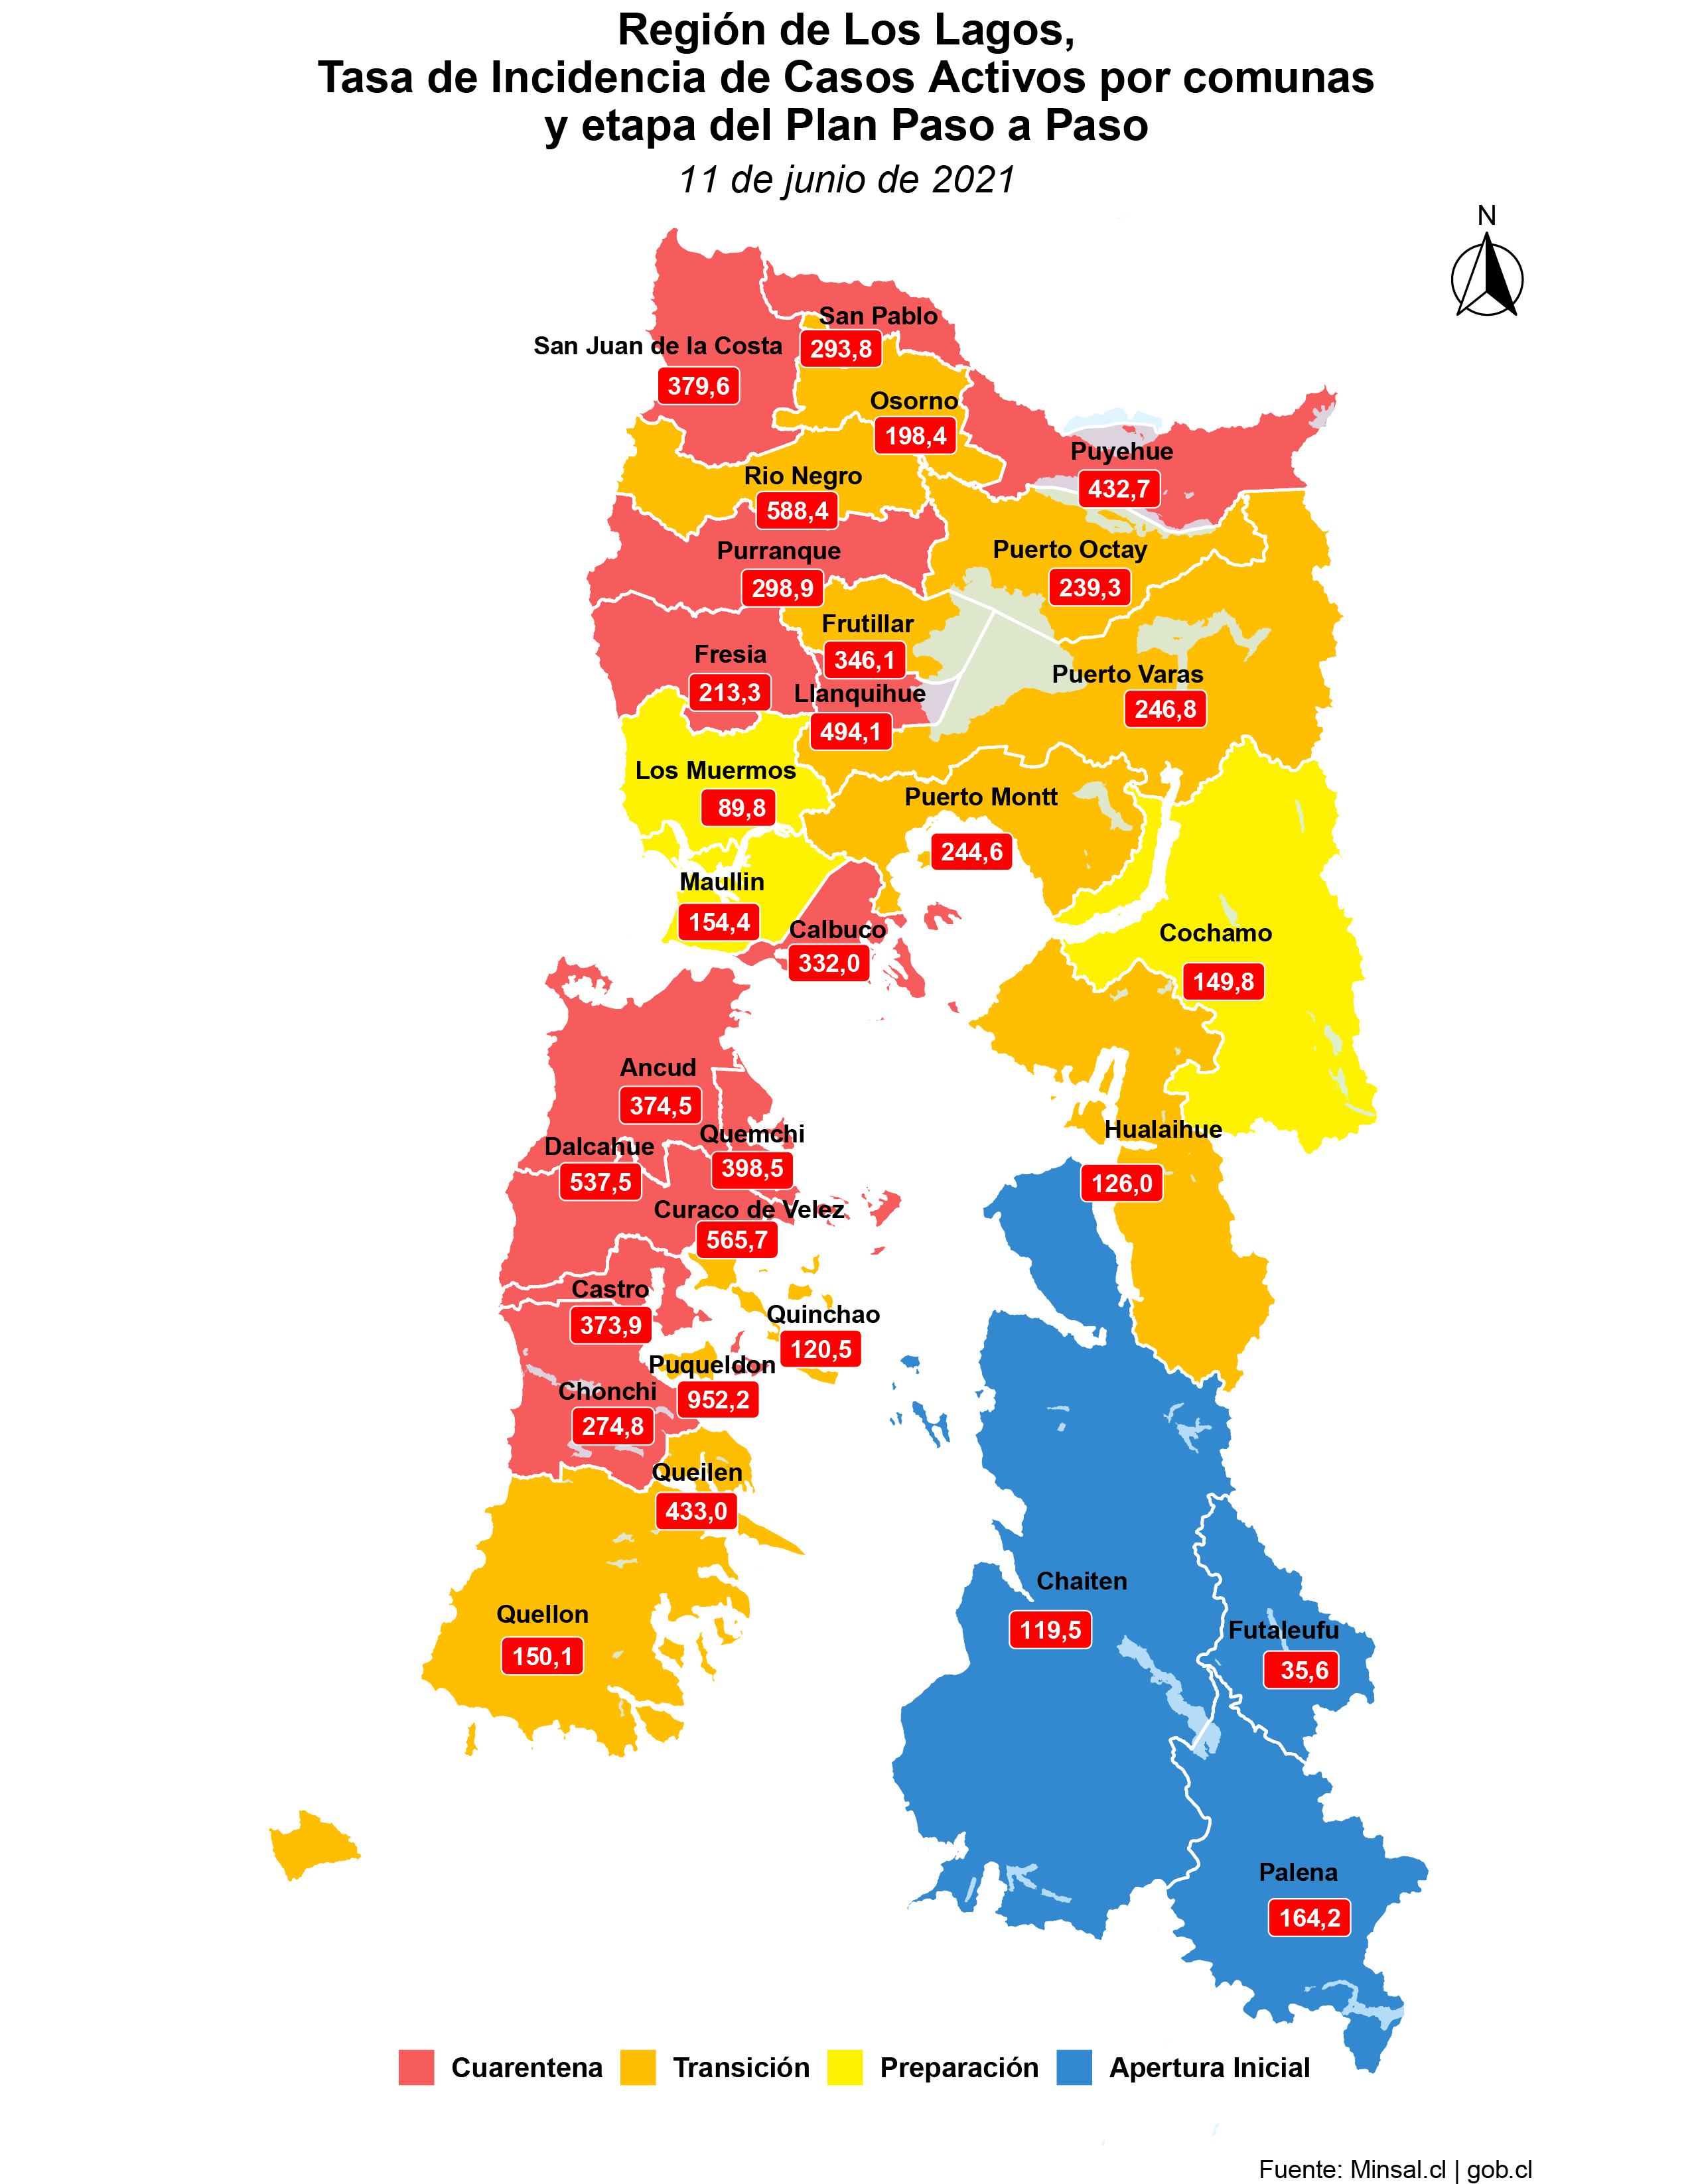 Región de Los Lagos,
Tasa de Incidencia de Casos Activos por comunas
y etapa del Plan Paso a Paso
11 de junio de 2021
N
San Pablo
293,8
San Juan de la Costa
379,6
Osorno
198,4
Puyehue
432,7
Rio Negro
588,4
Purranque
298,9
Puerto Octay
239,3
Frutillar
346,1
Fresia
213,3
Llanquihue
494,1
Puerto Varas
246,8
Los Muermos
89,8
Puerto Montt
244,6
Maullin
154,4
Calbuco
332,0
Cochamo
149,8
Ancud
374,5
Quemchi
398,5
Hualaihue
126,0
Dalcahue
537,5
Curaco de Velez
565,7
Castro
373,9
Quinchao
120,5
Puqueldon
952,2
Chonchi
274,8
Queilen
433,0
Chaiten
119,5
Quellon
150,1
Futaleufu
35,6
Palena
164,2
Cuarentena
Transición
Preparación
Apertura Inicial
Fuente: Minsal.cl | gob.cl